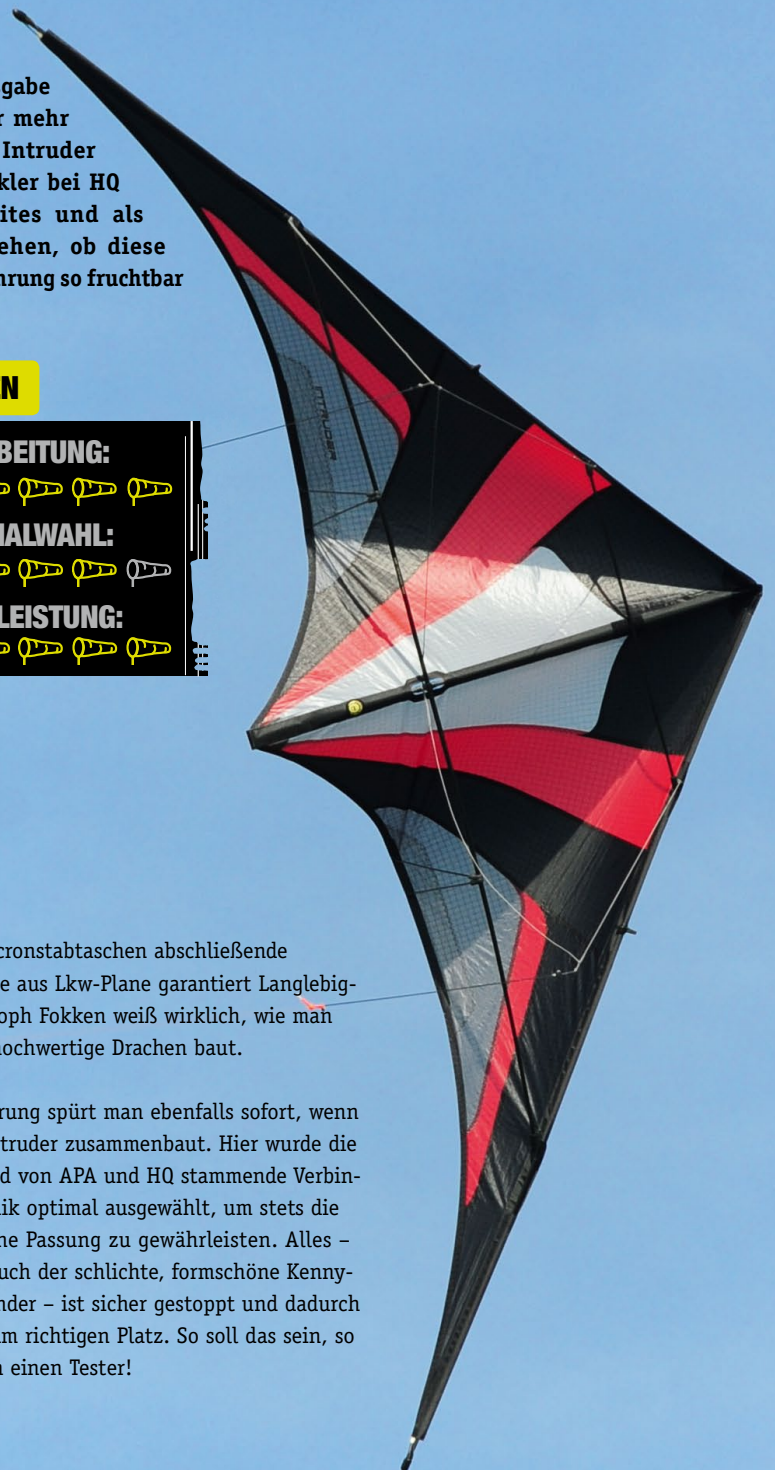 gabe
r mehr
Intruder
kler bei HQ
ites und als
ehen, ob diese
hrung so fruchtbar
EN
BEITUNG:
IALWAHL:
LEISTUNG:
INTRUDER
cronstabtaschen abschließende
e aus Lkw-Plane garantiert Langlebig-
oph Fokken weiß wirklich, wie man
hochwertige Drachen baut.
rung spürt man ebenfalls sofort, wenn
truder zusammenbaut. Hier wurde die
d von APA und HQ stammende Verbin-
ik optimal ausgewählt, um stets die
ne Passung zu gewährleisten. Alles –
uch der schlichte, formschöne Kenny-
nder – ist sicher gestoppt und dadurch
m richtigen Platz. So soll das sein, so
n einen Tester!